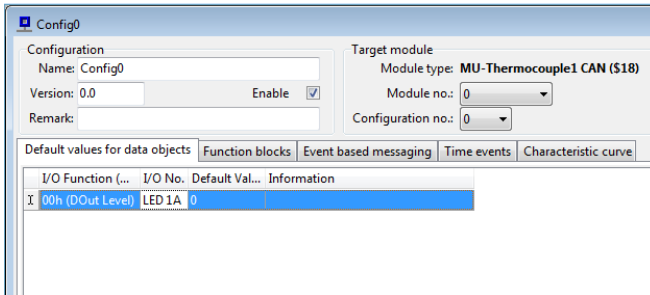 Config0
Configuration
Name: Config0
Version: 0.0 Enable
Remark:
Target module
Module type: MU-Thermocouple1 CAN ($18)
Module no.: 0
Configuration no.: 0
Default values for data objects Function blocks Event based messaging Time events Characteristic curve
I/O Function (... I/O No. Default Val... Information
00h (DOut Level) LED 1A 0